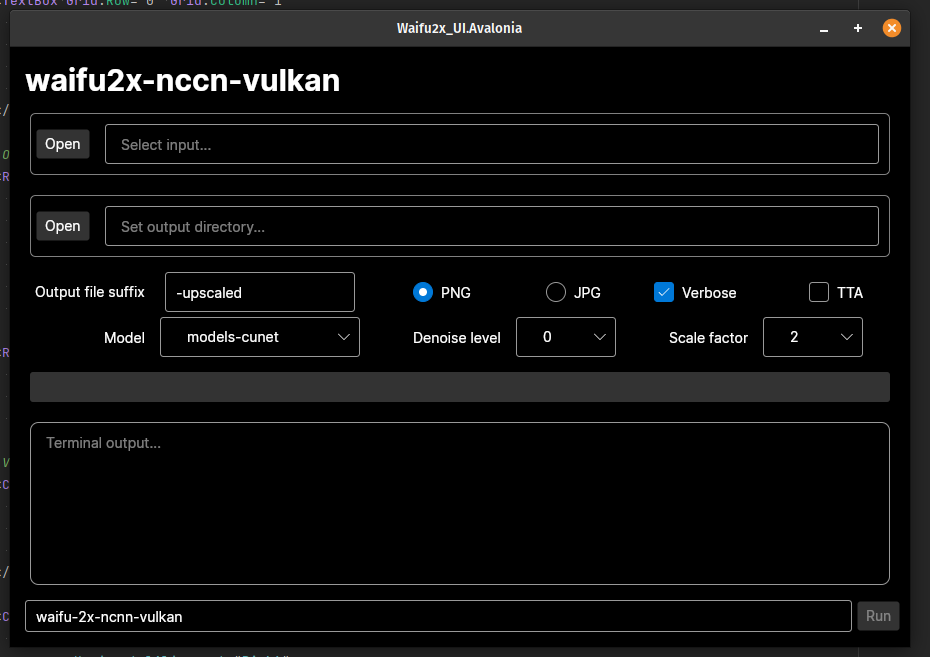 <TextBox Grid.Row="0" Grid.Column="1"
Waifu2x_UI.Avalonia
waifu2x-nccn-vulkan
Open Select input...
Open Set output directory...
Output file suffix -upscaled PNG JPG Verbose TTA
Model models-cunet Denoise level 0 Scale factor 2
Terminal output...
waifu-2x-ncnn-vulkan Run